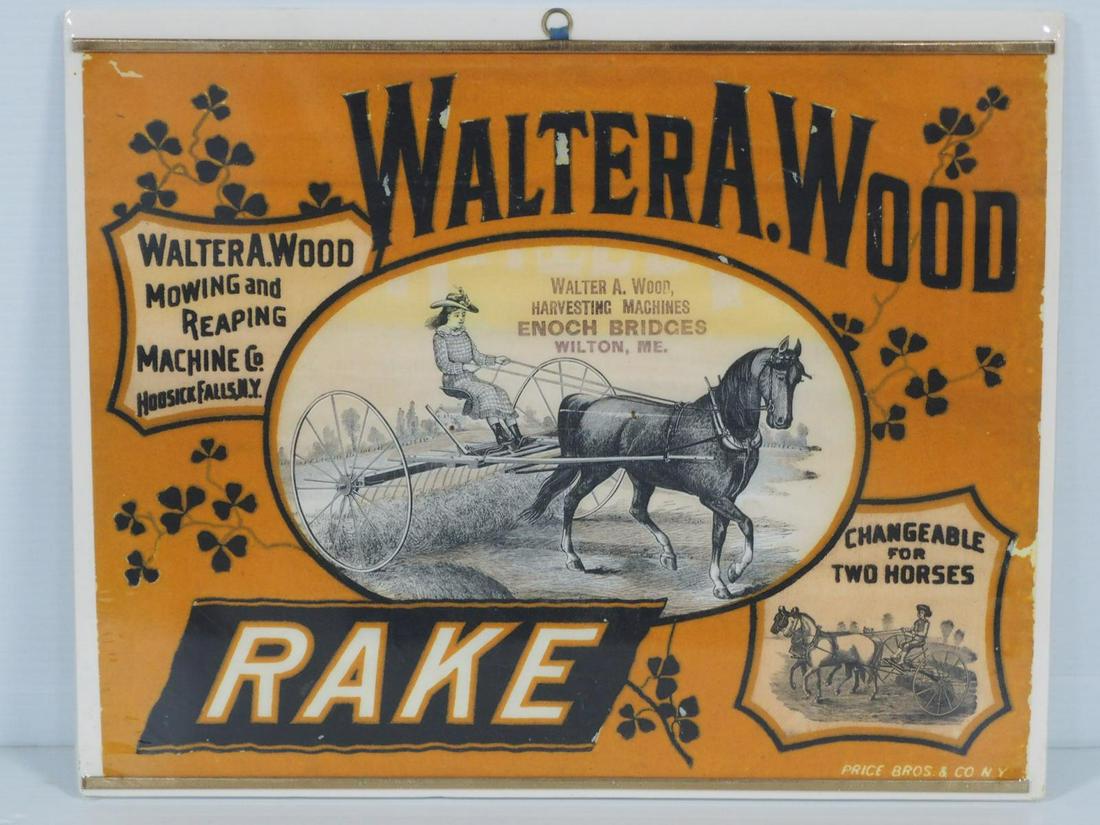 WALTER A. WOOD
WALTER A. WOOD
MOWING and
REAPING
MACHINE Co.
HOOSICK FALLS, N.Y.
WALTER A. WOOD,
HARVESTING MACHINES
ENOCH BRIDGES
WILTON, ME.
CHANGEABLE
FOR
TWO HORSES
RAKE
PRICE BROS. & CO N.Y